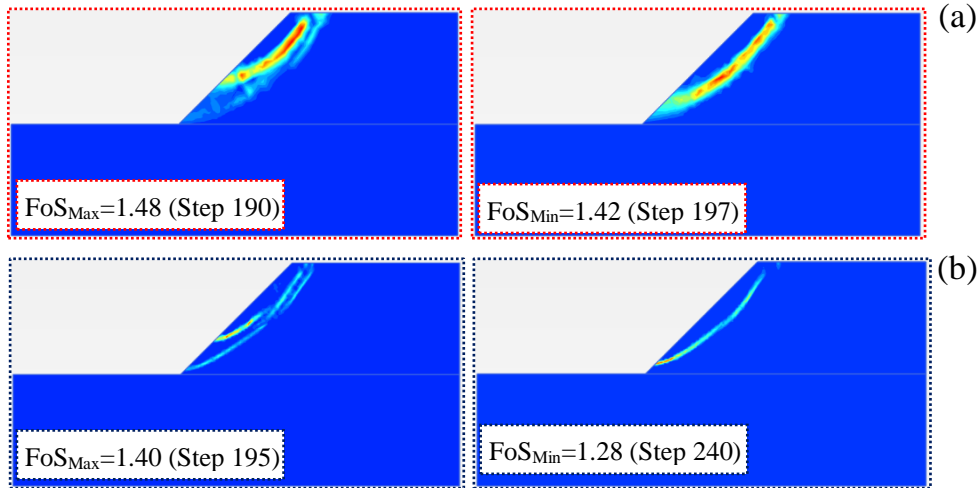 (a)
FoSMax=1.48 (Step 190)
FoSMin=1.42 (Step 197)
(b)
FoSMax=1.40 (Step 195)
FoSMin=1.28 (Step 240)